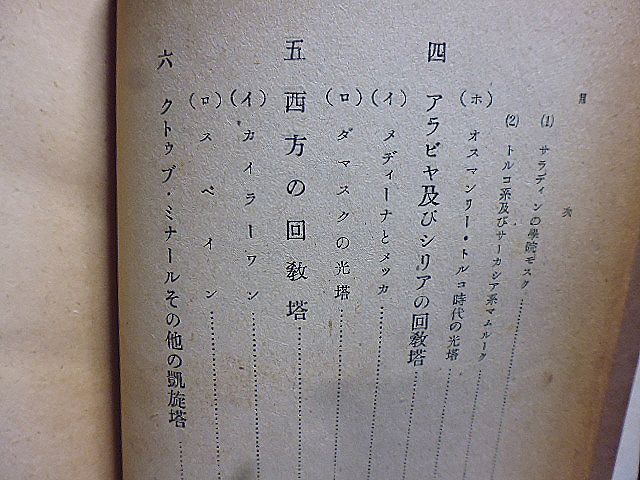 目次
(1) サラディンの學院モスク
(2) トルコ系及びサーカシア系マムルーク
(ホ) オスマンリー・トルコ時代の光塔
四 アラビヤ及びシリアの回敎塔
(イ) メディーナとメッカ
(ロ) ダマスクの光塔
五 西方の回敎塔
(イ) カイラーワン
(ロ) スペイン
六 クトゥブ・ミナールその他の凱旋塔